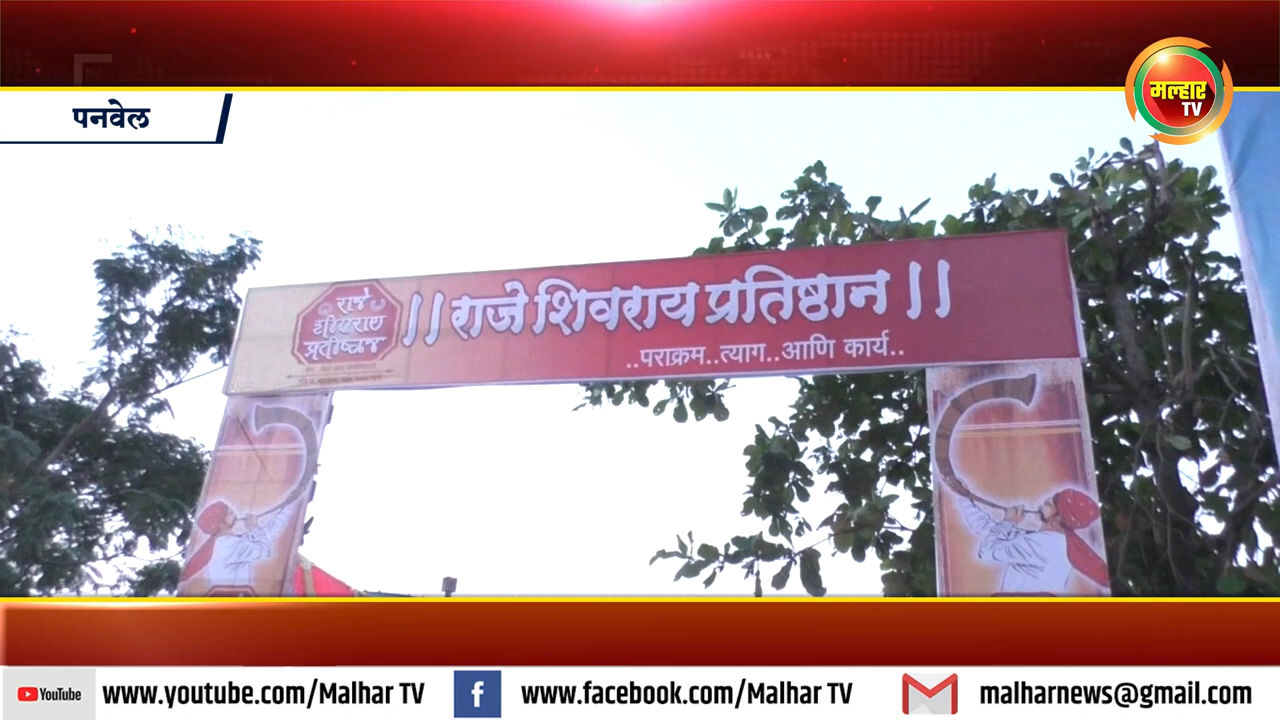 पनवेल
मल्हार
TV
राजे
शिवराय
प्रतिष्ठान
|| राजे शिवराय प्रतिष्ठान ||
..पराक्रम..त्याग..आणि कार्य..
YouTube www.youtube.com/Malhar TV
f www.facebook.com/Malhar TV
malharnews@gmail.com